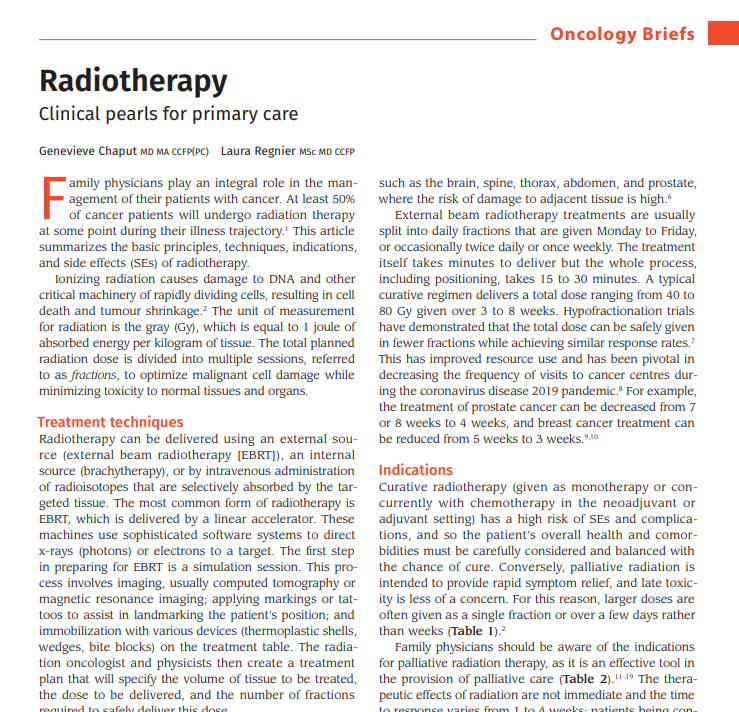 Oncology Briefs
Radiotherapy
Clinical pearls for primary care
Genevieve Chaput MD MA CCFP(PC) Laura Regnier MSc MD CCFP
Family physicians play an integral role in the man-
agement of their patients with cancer. At least 50%
of cancer patients will undergo radiation therapy
at some point during their illness trajectory.¹ This article
summarizes the basic principles, techniques, indications,
and side effects (SEs) of radiotherapy.
Ionizing radiation causes damage to DNA and other
critical machinery of rapidly dividing cells, resulting in cell
death and tumour shrinkage.² The unit of measurement
for radiation is the gray (Gy), which is equal to 1 joule of
absorbed energy per kilogram of tissue. The total planned
radiation dose is divided into multiple sessions, referred
to as fractions, to optimize malignant cell damage while
minimizing toxicity to normal tissues and organs.
Treatment techniques
Radiotherapy can be delivered using an external sou-
rce (external beam radiotherapy [EBRT]), an internal
source (brachytherapy), or by intravenous administration
of radioisotopes that are selectively absorbed by the tar-
geted tissue. The most common form of radiotherapy is
EBRT, which is delivered by a linear accelerator. These
machines use sophisticated software systems to direct
x-rays (photons) or electrons to a target. The first step
in preparing for EBRT is a simulation session. This pro-
cess involves imaging, usually computed tomography or
magnetic resonance imaging; applying markings or tat-
toos to assist in landmarking the patient's position; and
immobilization with various devices (thermoplastic shells,
wedges, bite blocks) on the treatment table. The radia-
tion oncologist and physicists then create a treatment
plan that will specify the volume of tissue to be treated,
the dose to be delivered, and the number of fractions
required to safely deliver this dose.
such as the brain, spine, thorax, abdomen, and prostate,
where the risk of damage to adjacent tissue is high.⁶
External beam radiotherapy treatments are usually
split into daily fractions that are given Monday to Friday,
or occasionally twice daily or once weekly. The treatment
itself takes minutes to deliver but the whole process,
including positioning, takes 15 to 30 minutes. A typical
curative regimen delivers a total dose ranging from 40 to
80 Gy given over 3 to 8 weeks. Hypofractionation trials
have demonstrated that the total dose can be safely given
in fewer fractions while achieving similar response rates.⁷
This has improved resource use and has been pivotal in
decreasing the frequency of visits to cancer centres dur-
ing the coronavirus disease 2019 pandemic.⁸ For example,
the treatment of prostate cancer can be decreased from 7
or 8 weeks to 4 weeks, and breast cancer treatment can
be reduced from 5 weeks to 3 weeks.⁹,¹⁰
Indications
Curative radiotherapy (given as monotherapy or con-
currently with chemotherapy in the neoadjuvant or
adjuvant setting) has a high risk of SEs and complica-
tions, and so the patient's overall health and comor-
bidities must be carefully considered and balanced with
the chance of cure. Conversely, palliative radiation is
intended to provide rapid symptom relief, and late toxic-
ity is less of a concern. For this reason, larger doses are
often given as a single fraction or over a few days rather
than weeks (Table 1).²
Family physicians should be aware of the indications
for palliative radiation therapy, as it is an effective tool in
the provision of palliative care (Table 2).¹¹⁻¹⁹ The thera-
peutic effects of radiation are not immediate and the time
to response varies from 1 to 4 weeks; patients being con-